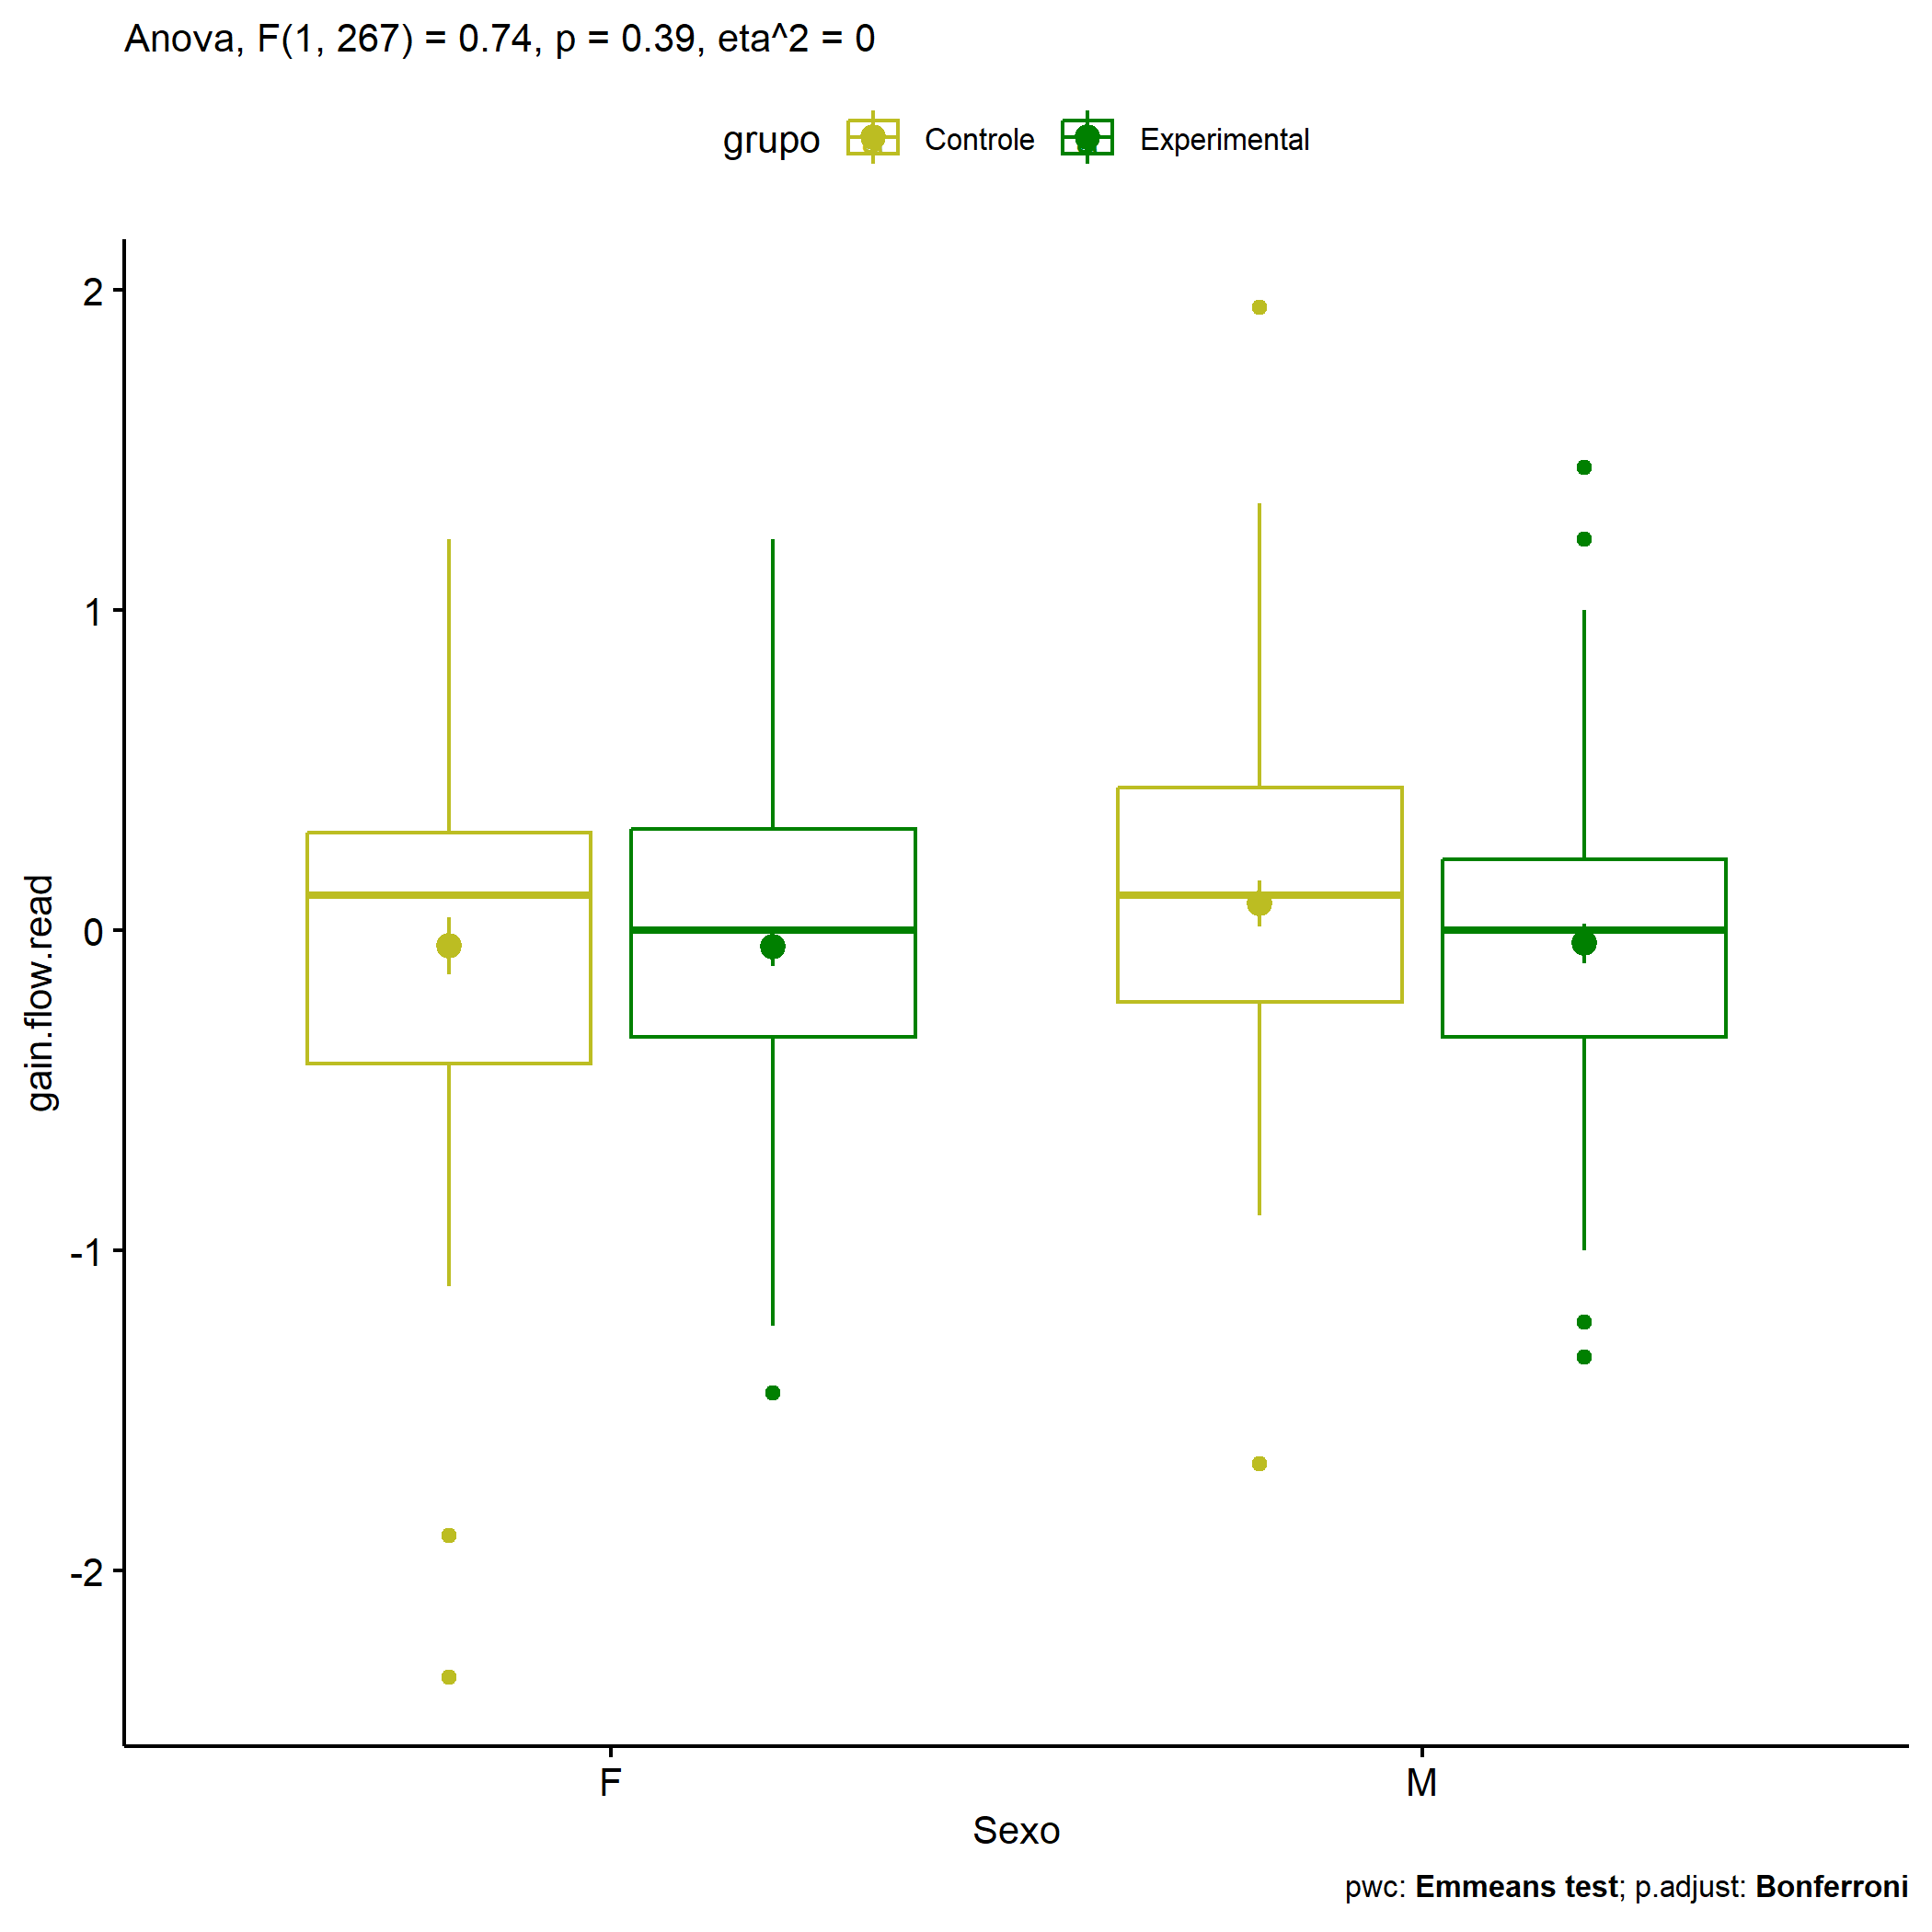 Anova, F(1, 267) = 0.74, p = 0.39, eta^2 = 0
grupo Controle Experimental
2
1
0
-1
-2
gain.flow.read
F M
Sexo
pwc: Emmeans test; p.adjust: Bonferroni